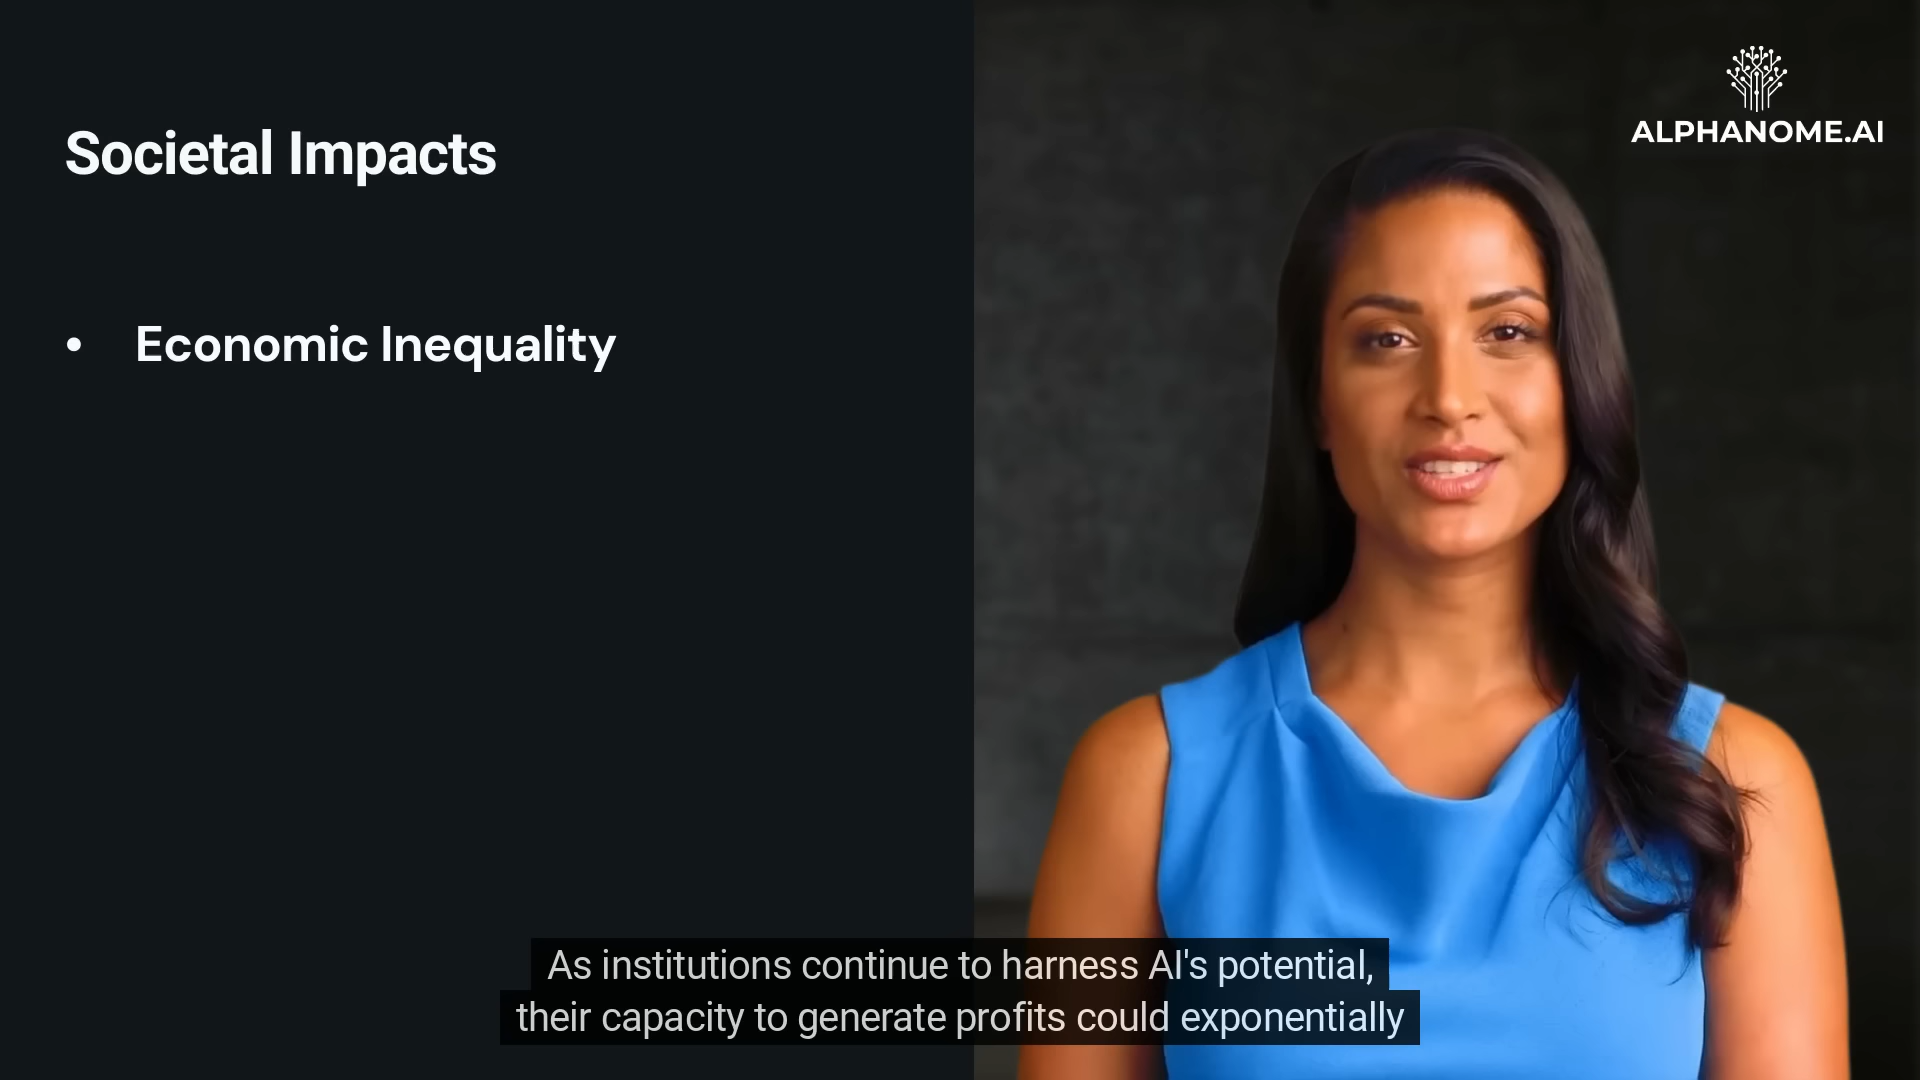 ALPHANOME.AI
Societal Impacts
• Economic Inequality
As institutions continue to harness AI's potential,
their capacity to generate profits could exponentially